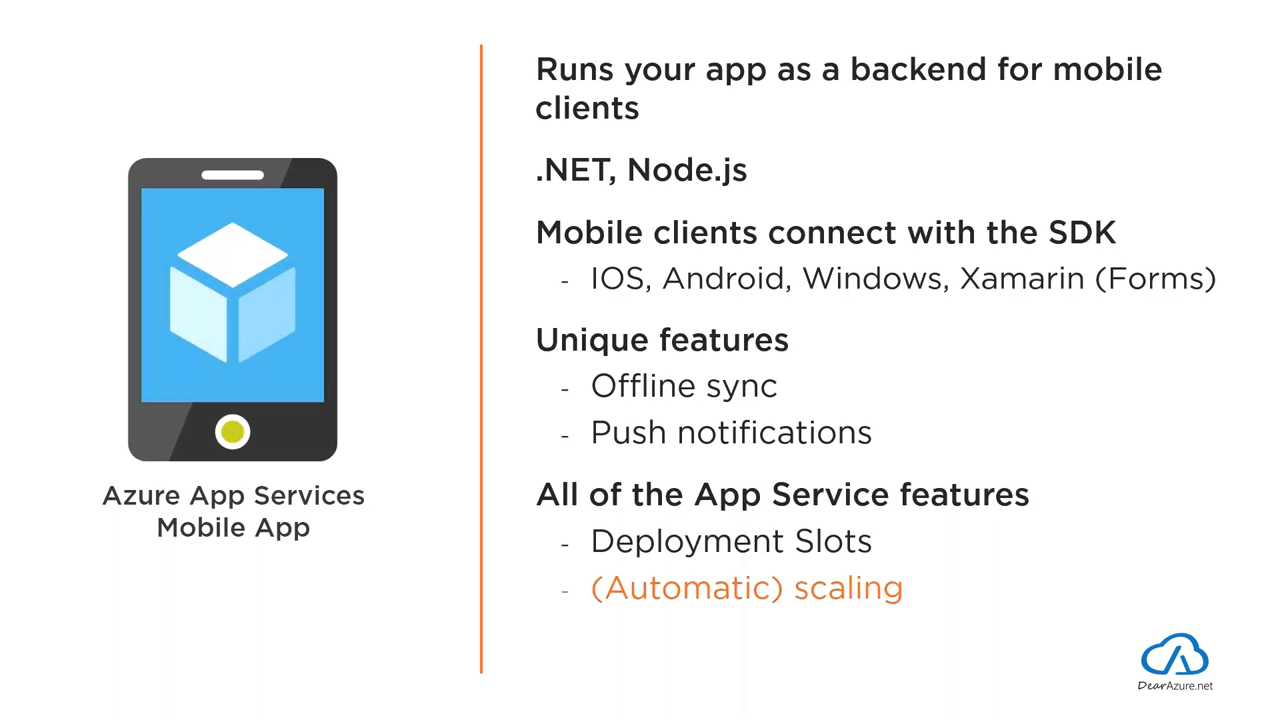 Runs your app as a backend for mobile
clients
.NET, Node.js
Mobile clients connect with the SDK
- IOS, Android, Windows, Xamarin (Forms)
Unique features
- Offline sync
- Push notifications
All of the App Service features
- Deployment Slots
- (Automatic) scaling
Azure App Services
Mobile App
DearAzure.net